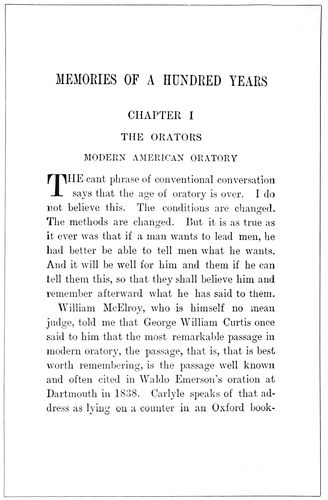 MEMORIES OF A HUNDRED YEARS
CHAPTER I
THE ORATORS
MODERN AMERICAN ORATORY
THE cant phrase of conventional conversation
says that the age of oratory is over. I do
not believe this. The conditions are changed.
The methods are changed. But it is as true as
it ever was that if a man wants to lead men, he
had better be able to tell men what he wants.
And it will be well for him and them if he can
tell them this, so that they shall believe him and
remember afterward what he has said to them.
William McElroy, who is himself no mean
judge, told me that George William Curtis once
said to him that the most remarkable passage in
modern oratory, the passage, that is, that is best
worth remembering, is the passage well known
and often cited in Waldo Emerson's oration at
Dartmouth in 1838. Carlyle speaks of that ad-
dress as lying on a counter in an Oxford book-